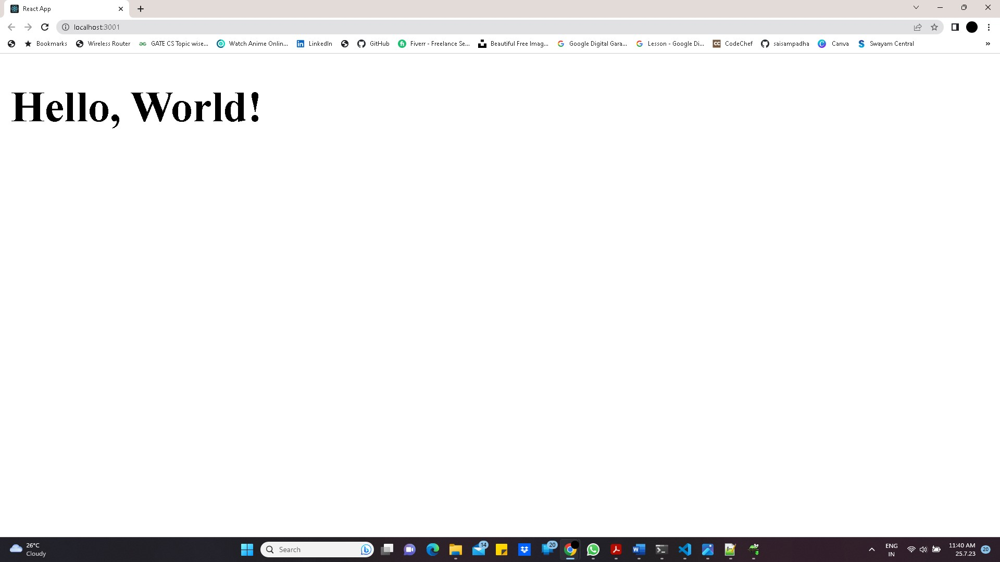 React App
localhost:3001
Bookmarks Wireless Router GATE CS Topic wise... Watch Anime Onlin... LinkedIn GitHub Fiverr - Freelance Se... Beautiful Free Imag... Google Digital Gara... Lesson - Google Di... CodeChef saisampadha Canva Swayam Central
Hello, World!
26°C
Cloudy
Search
14
20
ENG
IN
11:40 AM
25.7.23
20